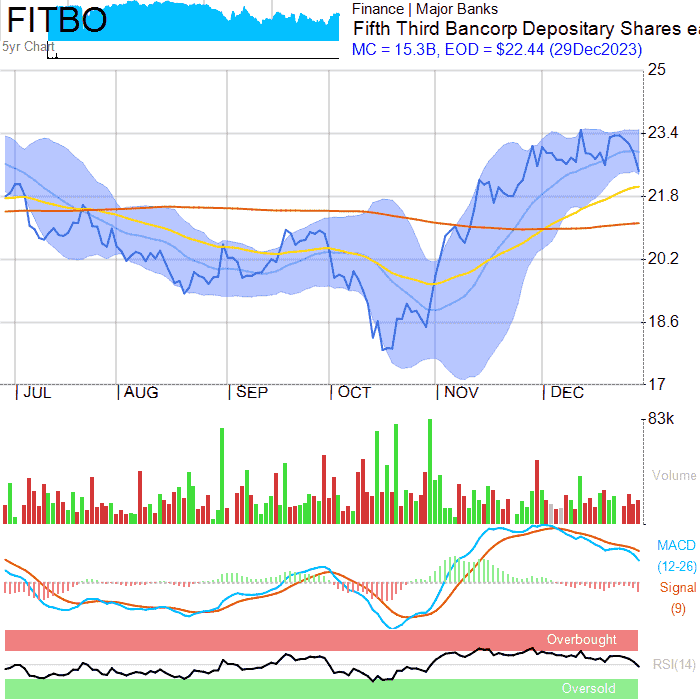 FITBO
5yr Chart
Finance | Major Banks
Fifth Third Bancorp Depositary Shares ea
MC = 15.3B, EOD = $22.44 (29Dec2023)
25
23.4
21.8
20.2
18.6
17
JUL AUG SEP OCT NOV DEC
83k
Volume
MACD
(12-26)
Signal
(9)
Overbought
RSI(14)
Oversold